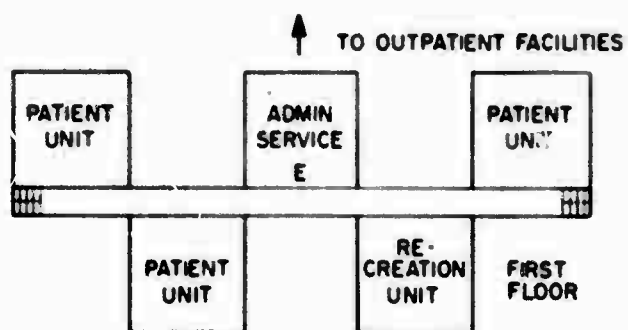 TO OUTPATIENT FACILITIES
PATIENT
UNIT
ADMIN
SERVICE
E
PATIENT
PATIENT
UNIT
RE-
CREATION
UNIT
FIRST
FLOOR